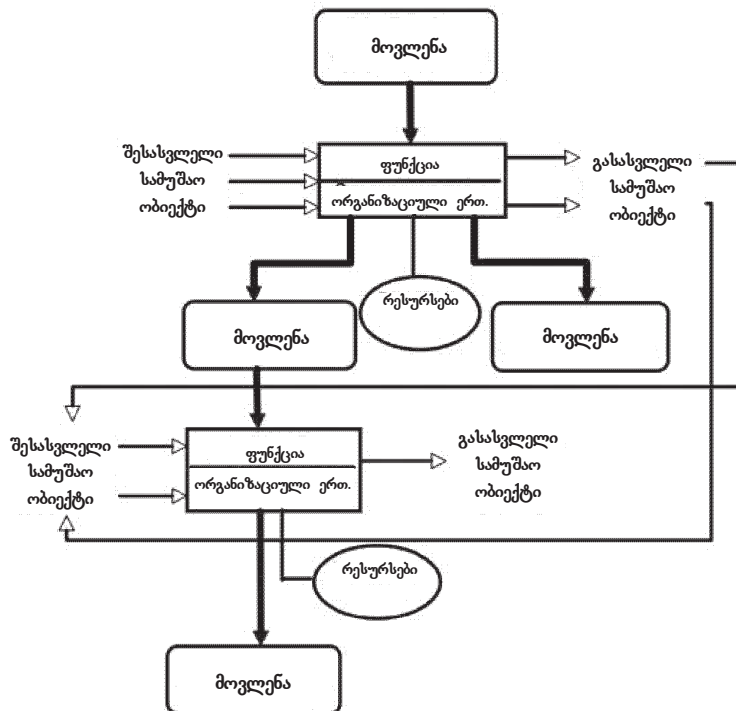 მოვლენა
შესასვლელი
სამუშაო
ობიექტი
ფუნქცია
ორგანიზაციული ერთ.
გასასვლელი
სამუშაო
ობიექტი
რესურსები
მოვლენა
მოვლენა
შესასვლელი
სამუშაო
ობიექტი
ფუნქცია
ორგანიზაციული ერთ.
გასასვლელი
სამუშაო
ობიექტი
რესურსები
მოვლენა